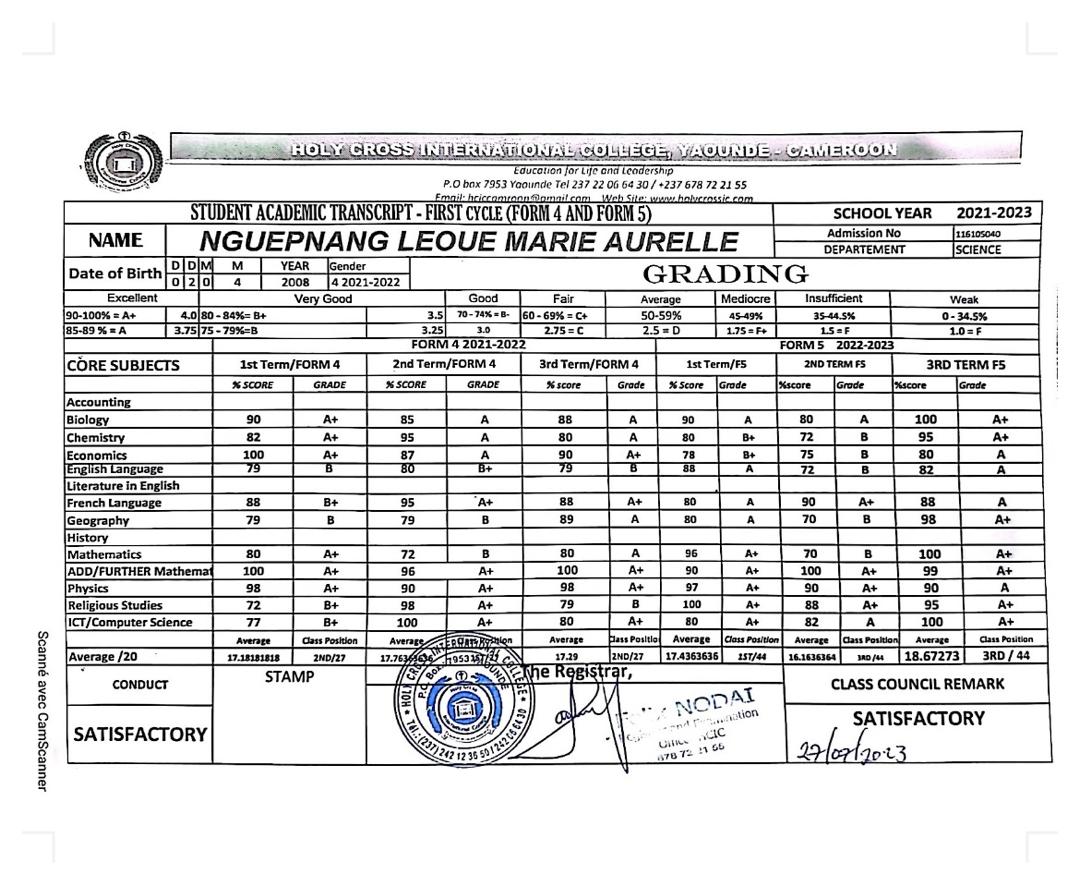 HOLY CROSS INTERNATIONAL COLLEGE, YAOUNDE - CAMEROON
Education for Life and Leadership
P.O box 7953 Yaounde Tel 237 22 06 64 30 / +237 678 72 21 55
Email: hciccamroon@gmail.com Web Site: www.holycrossic.com
STUDENT ACADEMIC TRANSCRIPT - FIRST CYCLE (FORM 4 AND FORM 5) SCHOOL YEAR 2021-2023
NAME NGUEPNANG LEOUE MARIE AURELLE Admission No 116105040
DEPARTEMENT SCIENCE
Date of Birth D D M M YEAR Gender GRADING
0 2 0 4 2008 4 2021-2022
Excellent Very Good Good Fair Average Mediocre Insufficient Weak
90-100% = A+ 4.0 80 - 84%= B+ 3.5 70 - 74% = B- 60 - 69% = C+ 50-59% 45-49% 35-44.5% 0 - 34.5%
85-89 % = A 3.75 75 - 79%=B 3.25 3.0 2.75 = C 2.5 = D 1.75 = F+ 1.5 = F 1.0 = F
FORM 4 2021-2022 FORM 5 2022-2023
CORE SUBJECTS 1st Term/FORM 4 2nd Term/FORM 4 3rd Term/FORM 4 1st Term/F5 2ND TERM F5 3RD TERM F5
% SCORE GRADE % SCORE GRADE % score Grade % Score Grade %score Grade %score Grade
Accounting
Biology 90 A+ 85 A 88 A 90 A 80 A 100 A+
Chemistry 82 A+ 95 A 80 A 80 B+ 72 B 95 A+
Economics 100 A+ 87 A 90 A+ 78 B+ 75 B 80 A
English Language 79 B 80 B+ 79 B 88 A 72 B 82 A
Literature in English
French Language 88 B+ 95 A+ 88 A+ 80 A 90 A+ 88 A
Geography 79 B 79 B 89 A 80 A 70 B 98 A+
History
Mathematics 80 A+ 72 B 80 A 96 A+ 70 B 100 A+
ADD/FURTHER Mathemat 100 A+ 96 A+ 100 A+ 90 A+ 100 A+ 99 A+
Physics 98 A+ 90 A+ 98 A+ 97 A+ 90 A+ 90 A
Religious Studies 72 B+ 98 A+ 79 B 100 A+ 88 A+ 95 A+
ICT/Computer Science 77 B+ 100 A+ 80 A+ 80 A+ 82 A 100 A+
Average Class Position Average Class Position Average Class Position Average Class Position Average Class Position Average Class Position
Average /20 17.18181818 2ND/27 17.29 2ND/27 17.4363636 1ST/44 16.1636364 3RD/44 18.67273 3RD / 44
CONDUCT STAMP The Registrar, CLASS COUNCIL REMARK
SATISFACTORY SATISFACTORY
NODAI
HCIC
678 72 21 55
27/07/2023
HOLY CROSS INTERNATIONAL COLLEGE
P.O. Box: 7953 YAOUNDE
Tel: (237) 242 12 36 50 / 242 06 64 30
Scanné avec CamScanner